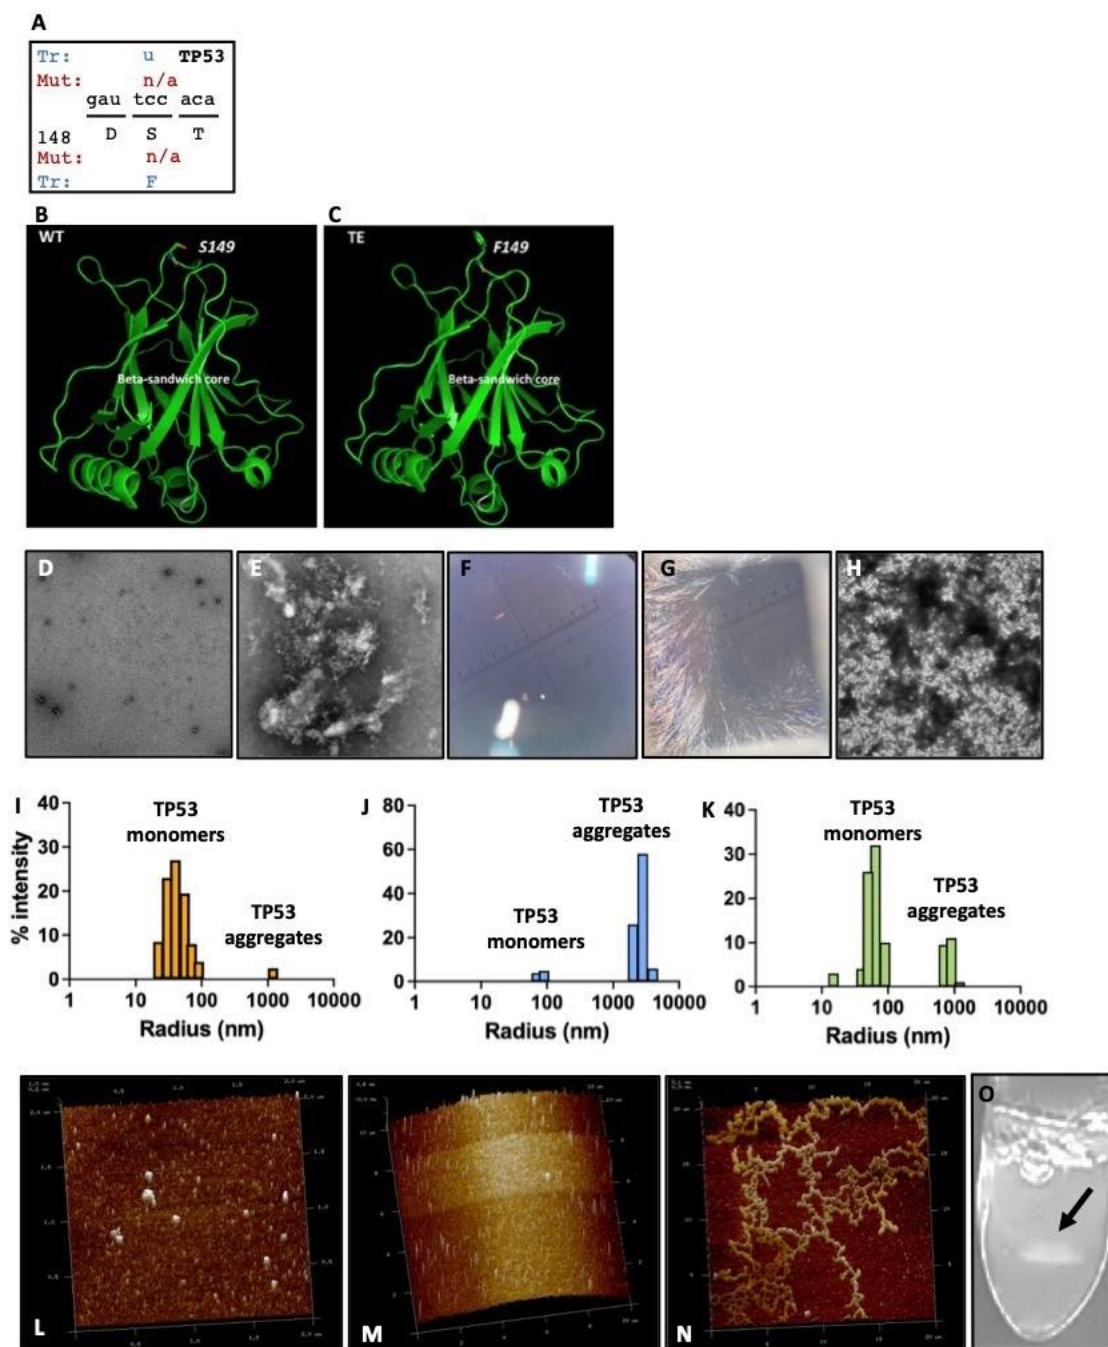 A
Tr: u TP53
Mut: n/a
gau tcc aca
148 D S T
Mut: n/a
Tr: F
B C
WT S149
TE F149
Beta-sandwich core
Beta-sandwich core
D E F G H
I
40
30
20
10
0
% intensity
TP53
monomers
TP53
aggregates
1 10 100 1000 10000
Radius (nm)
J
80
60
40
20
0
TP53
monomers
TP53
aggregates
1 10 100 1000 10000
Radius (nm)
K
40
30
20
10
0
TP53
monomers
TP53
aggregates
1 10 100 1000 10000
Radius (nm)
L M N O